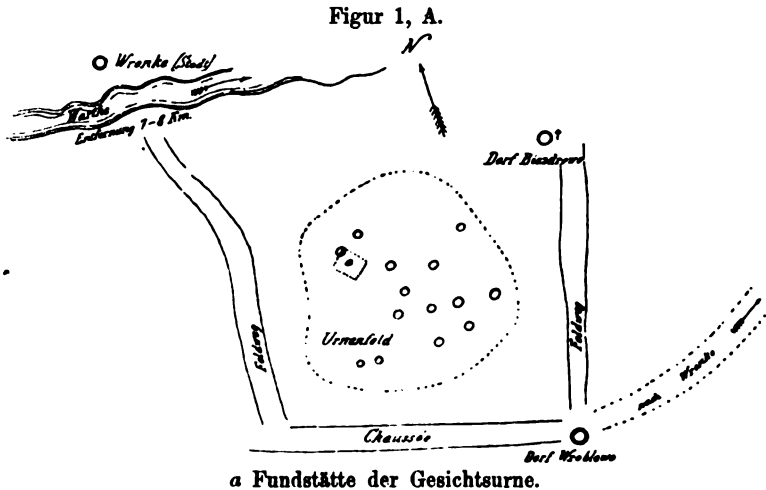 Figur 1, A.
N
Wronke (Stadt)
Warthe
Entfernung 7-8 Km.
Dorf Biezdrowo
a
Urnenfeld
Feldweg
Feldweg
nach Wronke
Chaussée
Dorf Wroblewo
a Fundstätte der Gesichtsurne.